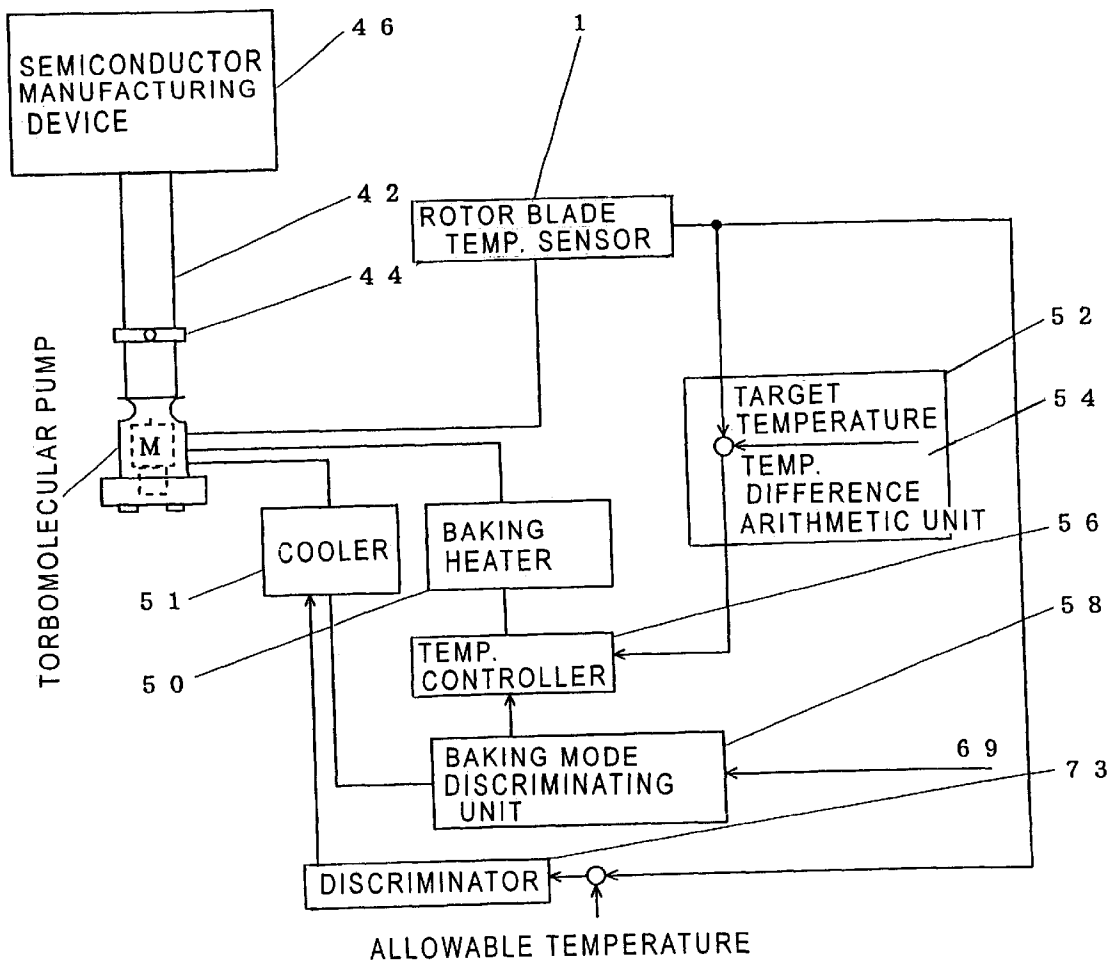 4 6
1
SEMICONDUCTOR
MANUFACTURING
DEVICE
4 2
ROTOR BLADE
TEMP. SENSOR
4 4
5 2
TORBOMOLECULAR PUMP
TARGET
TEMPERATURE
5 4
M
TEMP.
DIFFERENCE
ARITHMETIC UNIT
COOLER
BAKING
HEATER
5 6
5 1
5 8
TEMP.
CONTROLLER
5 0
BAKING MODE
DISCRIMINATING
UNIT
6 9
7 3
DISCRIMINATOR
ALLOWABLE TEMPERATURE